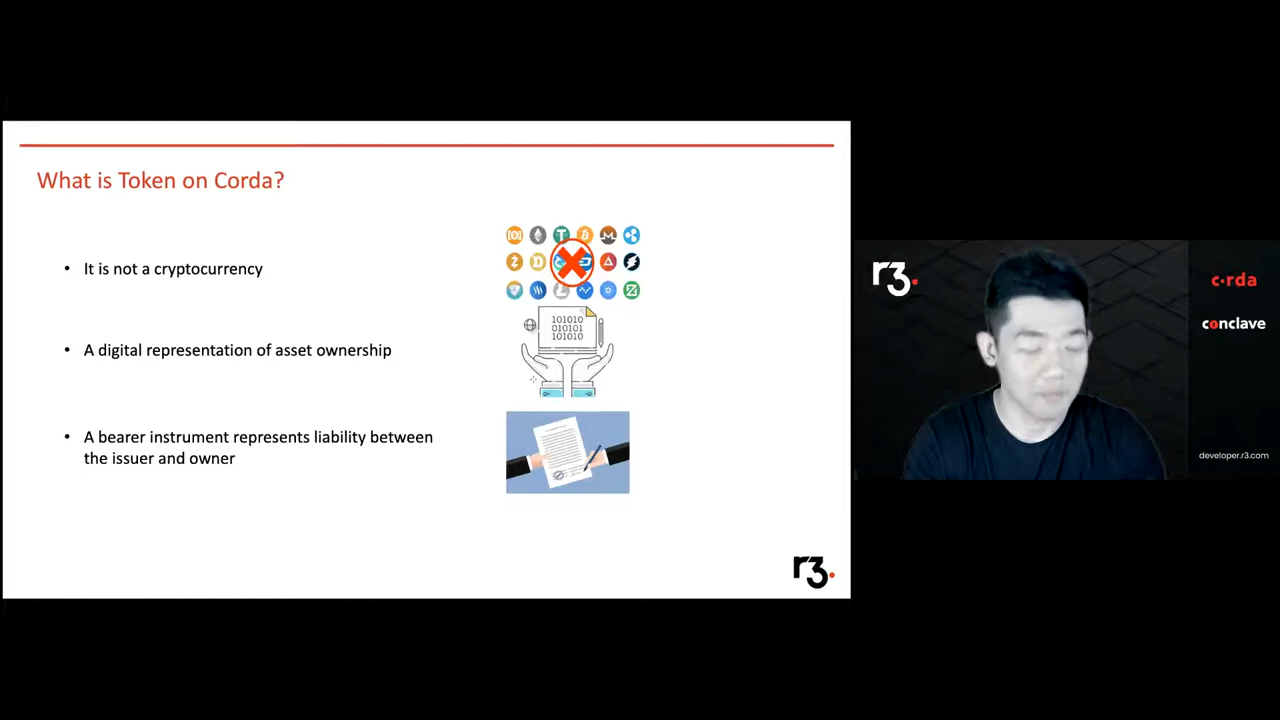 What is Token on Corda?
• It is not a cryptocurrency
101010
010101
101010
• A digital representation of asset ownership
• A bearer instrument represents liability between
the issuer and owner
r3.
r3.
c·rda
conclave
developer.r3.com